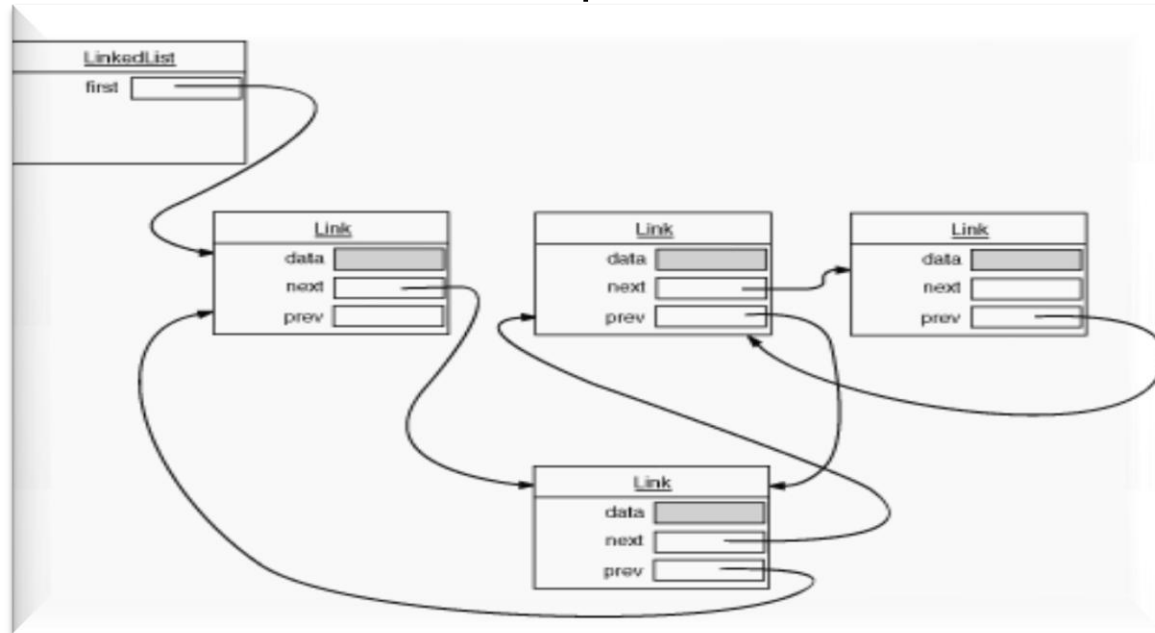 LinkedList
first
Link
data
next
prev
Link
data
next
prev
Link
data
next
prev
Link
data
next
prev